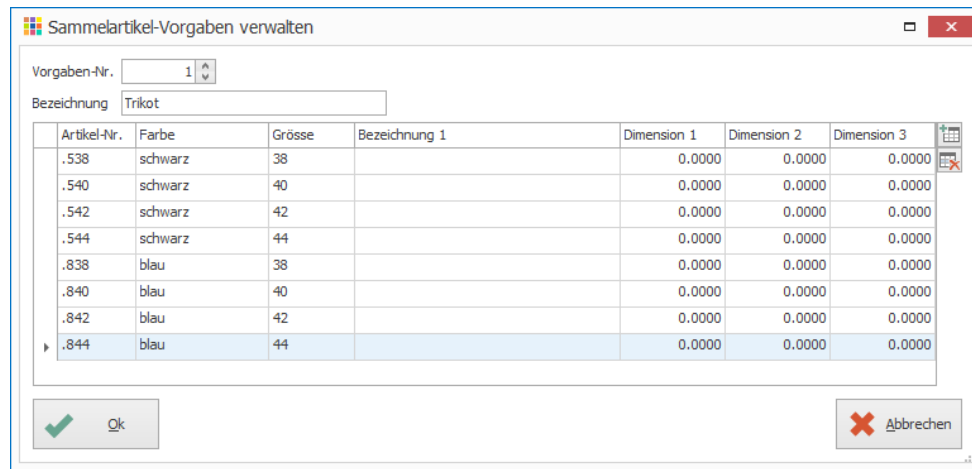 Sammelartikel-Vorgaben verwalten
Vorgaben-Nr. 1
Bezeichnung Trikot
Artikel-Nr. Farbe Grösse Bezeichnung 1 Dimension 1 Dimension 2 Dimension 3
.538 schwarz 38 0.0000 0.0000 0.0000
.540 schwarz 40 0.0000 0.0000 0.0000
.542 schwarz 42 0.0000 0.0000 0.0000
.544 schwarz 44 0.0000 0.0000 0.0000
.838 blau 38 0.0000 0.0000 0.0000
.840 blau 40 0.0000 0.0000 0.0000
.842 blau 42 0.0000 0.0000 0.0000
.844 blau 44 0.0000 0.0000 0.0000
Ok Abbrechen